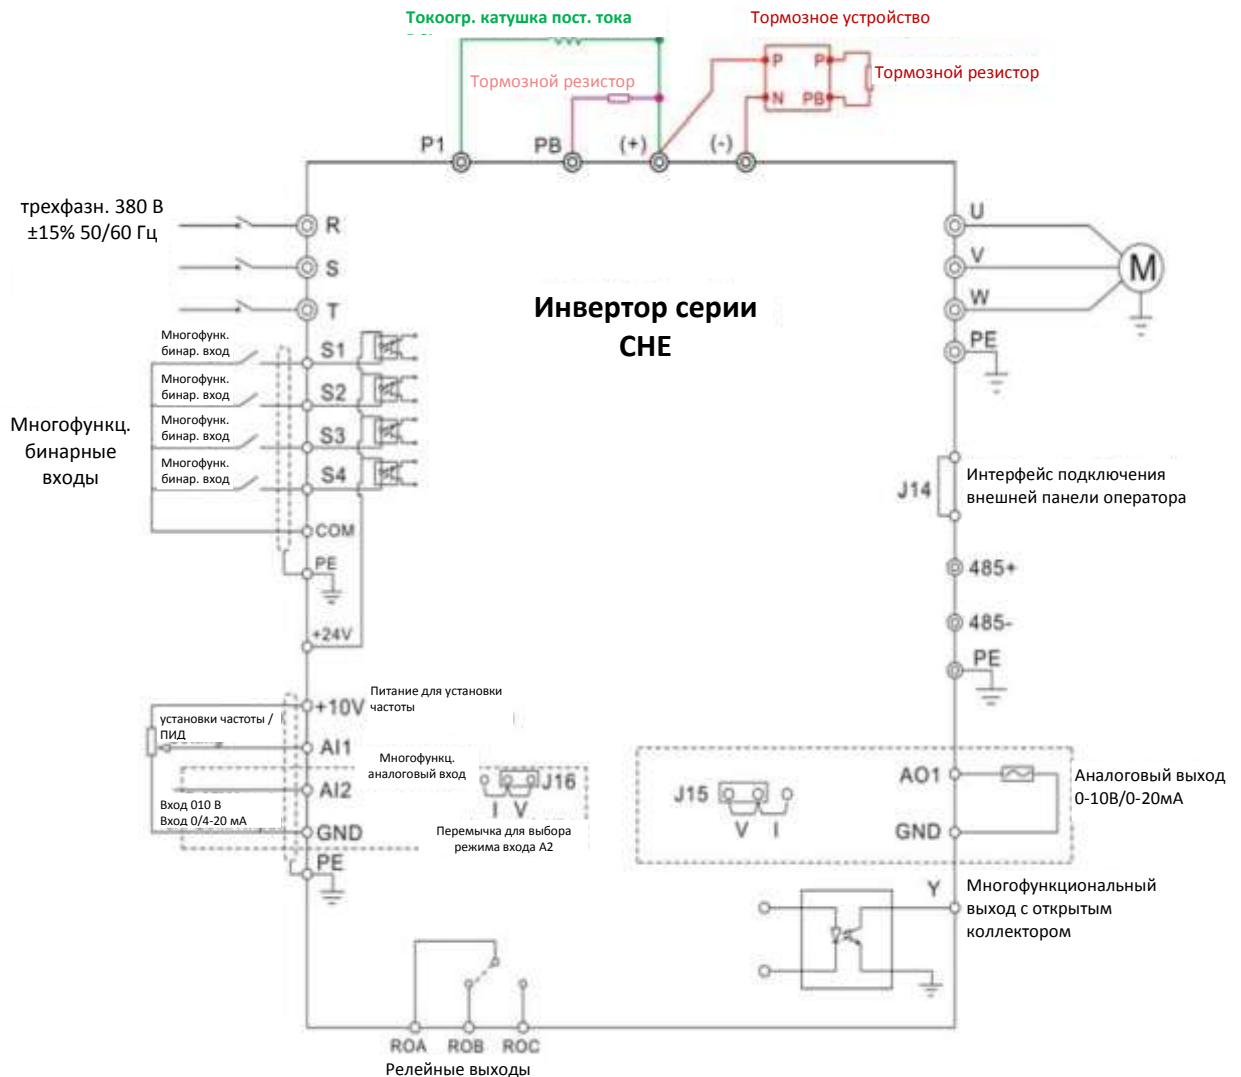 Токоогр. катушка пост. тока
Тормозное устройство
Тормозной резистор
P
P
N
PB
Тормозной резистор
P1
PB
(+)
(-)
трехфазн. 380 В
±15% 50/60 Гц
R
S
T
U
V
W
M
PE
Инвертор серии
CHE
Многофункц.
бинарные
входы
Многофунк.
бинар. вход
S1
Многофунк.
бинар. вход
S2
Многофунк.
бинар. вход
S3
Многофунк.
бинар. вход
S4
COM
PE
+24V
J14
Интерфейс подключения
внешней панели оператора
485+
485-
PE
+10V
Питание для установки
частоты
установки частоты /
ПИД
AI1
Многофункц.
аналоговый вход
AI2
J16
I V
Вход 010 В
Вход 0/4-20 мА
GND
Перемычка для выбора
режима входа A2
PE
J15
V I
AO1
Аналоговый выход
0-10В/0-20мА
GND
Y
Многофункциональный
выход с открытым
коллектором
ROA ROB ROC
Релейные выходы